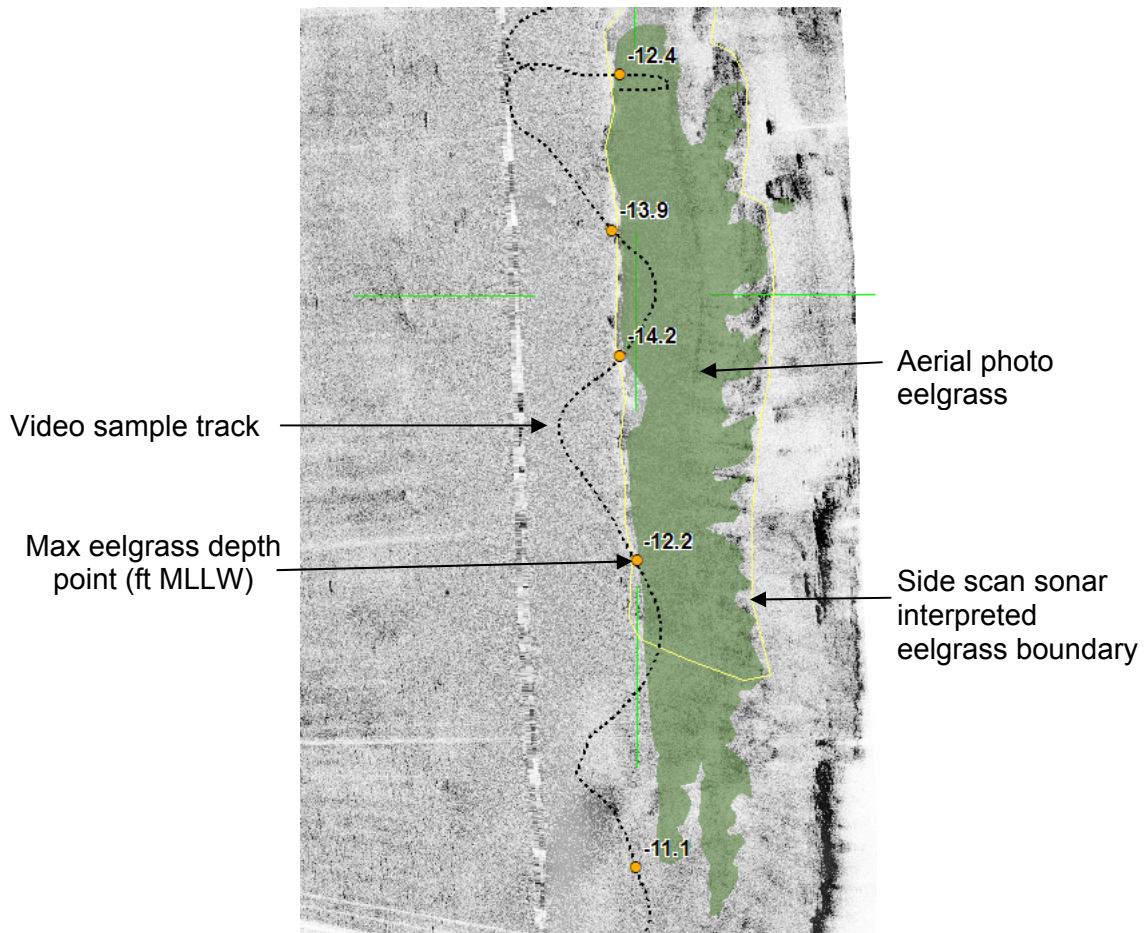 -12.4
-13.9
-14.2
Aerial photo
eelgrass
Video sample track
-12.2
Max eelgrass depth
point (ft MLLW)
Side scan sonar
interpreted
eelgrass boundary
-11.1